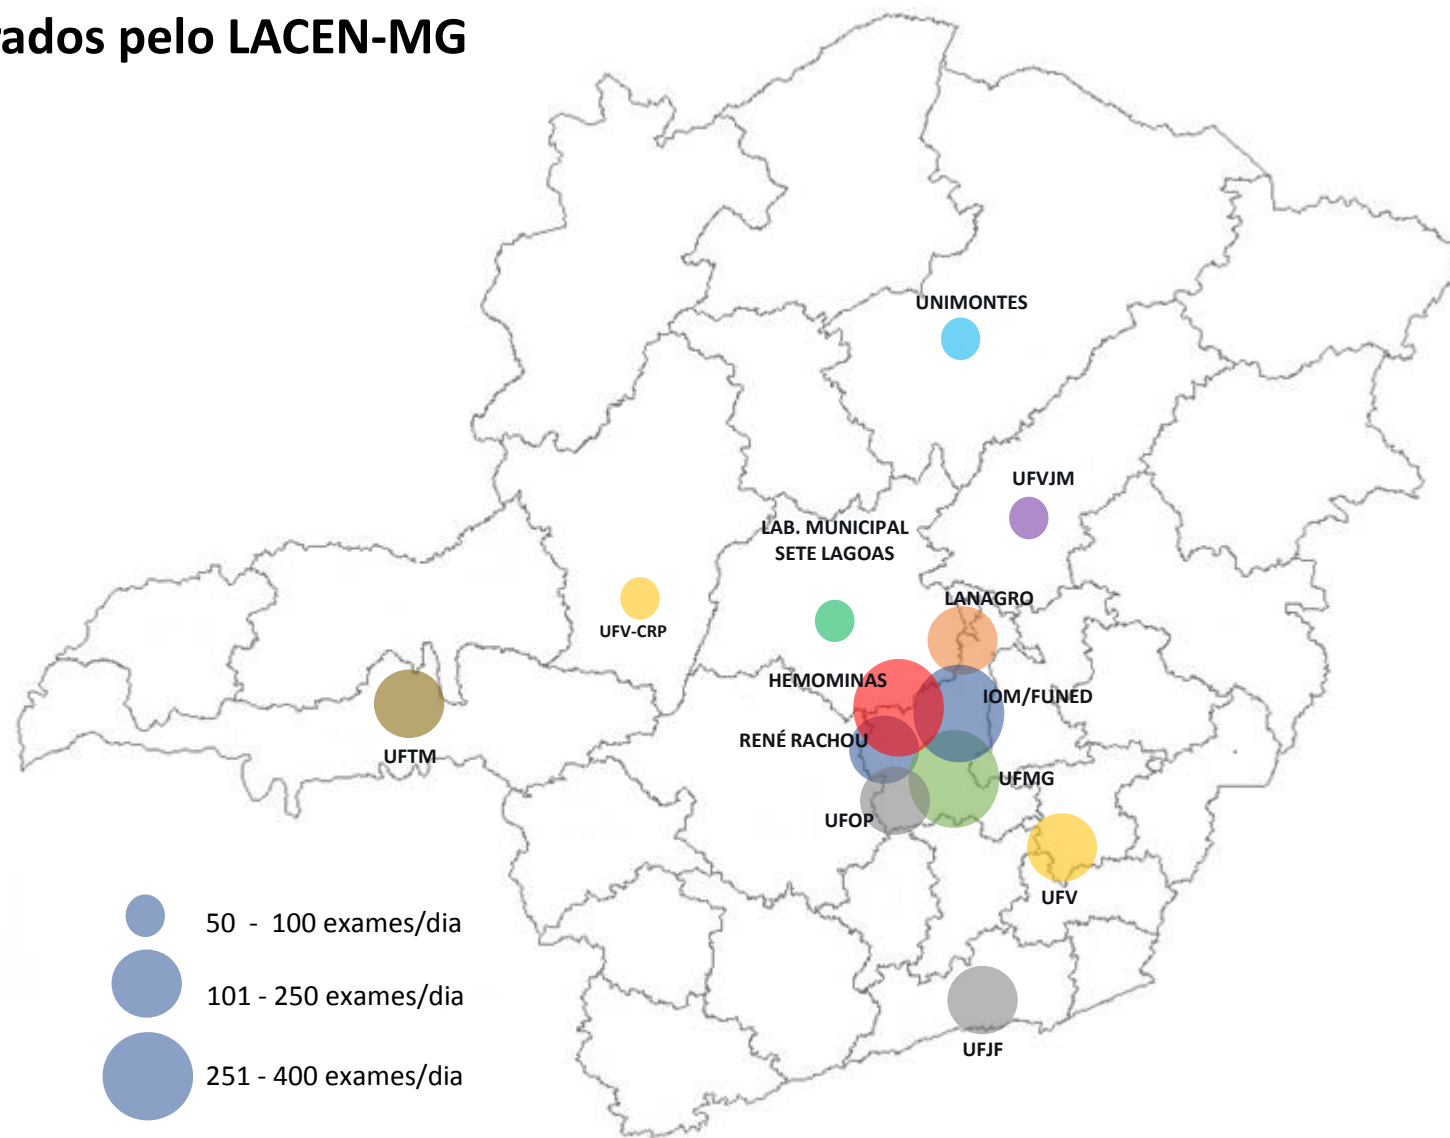 rados pelo LACEN-MG
UNIMONTES
UFVJM
LAB. MUNICIPAL
SETE LAGOAS
LANAGRO
UFV-CRP
HEMOMINAS
IOM/FUNED
RENÉ RACHOU
UFTM
UFMG
UFOP
UFV
50 - 100 exames/dia
101 - 250 exames/dia
UFJF
251 - 400 exames/dia